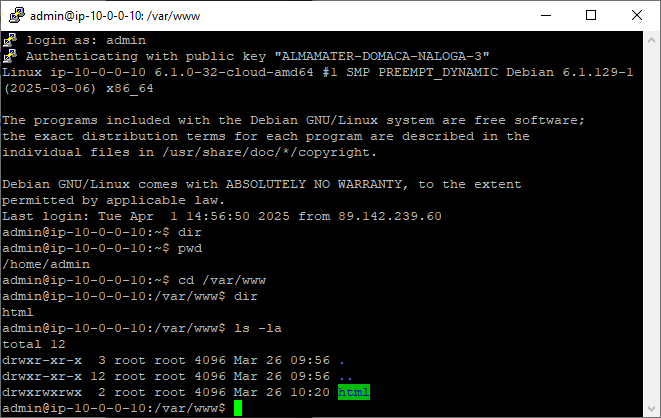 admin@ip-10-0-0-10: /var/www
login as: admin
Authenticating with public key "ALMAMATER-DOMACA-NALOGA-3"
Linux ip-10-0-0-10 6.1.0-32-cloud-amd64 #1 SMP PREEMPT_DYNAMIC Debian 6.1.129-1
(2025-03-06) x86_64
The programs included with the Debian GNU/Linux system are free software;
the exact distribution terms for each program are described in the
individual files in /usr/share/doc/*/copyright.
Debian GNU/Linux comes with ABSOLUTELY NO WARRANTY, to the extent
permitted by applicable law.
Last login: Tue Apr  1 14:56:50 2025 from 89.142.239.60
admin@ip-10-0-0-10:~$ dir
admin@ip-10-0-0-10:~$ pwd
/home/admin
admin@ip-10-0-0-10:~$ cd /var/www
admin@ip-10-0-0-10:/var/www$ dir
html
admin@ip-10-0-0-10:/var/www$ ls -la
total 12
drwxr-xr-x  3 root root 4096 Mar 26 09:56 .
drwxr-xr-x 12 root root 4096 Mar 26 09:56 ..
drwxrwxrwx  2 root root 4096 Mar 26 10:20 html
admin@ip-10-0-0-10:/var/www$